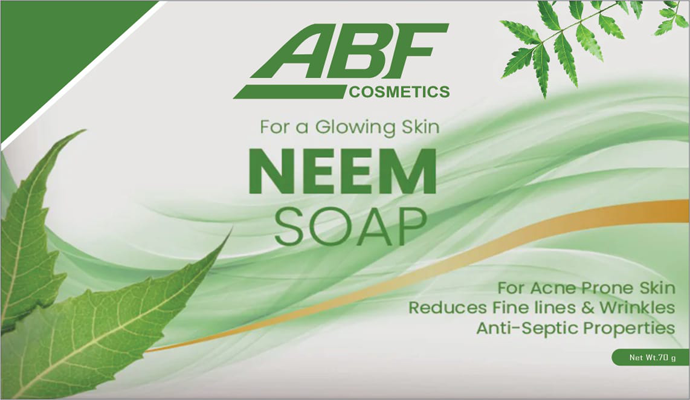 ABF
COSMETICS
For a Glowing Skin
NEEM
SOAP
For Acne Prone Skin
Reduces Fine lines & Wrinkles
Anti-Septic Properties
Net Wt.70 g